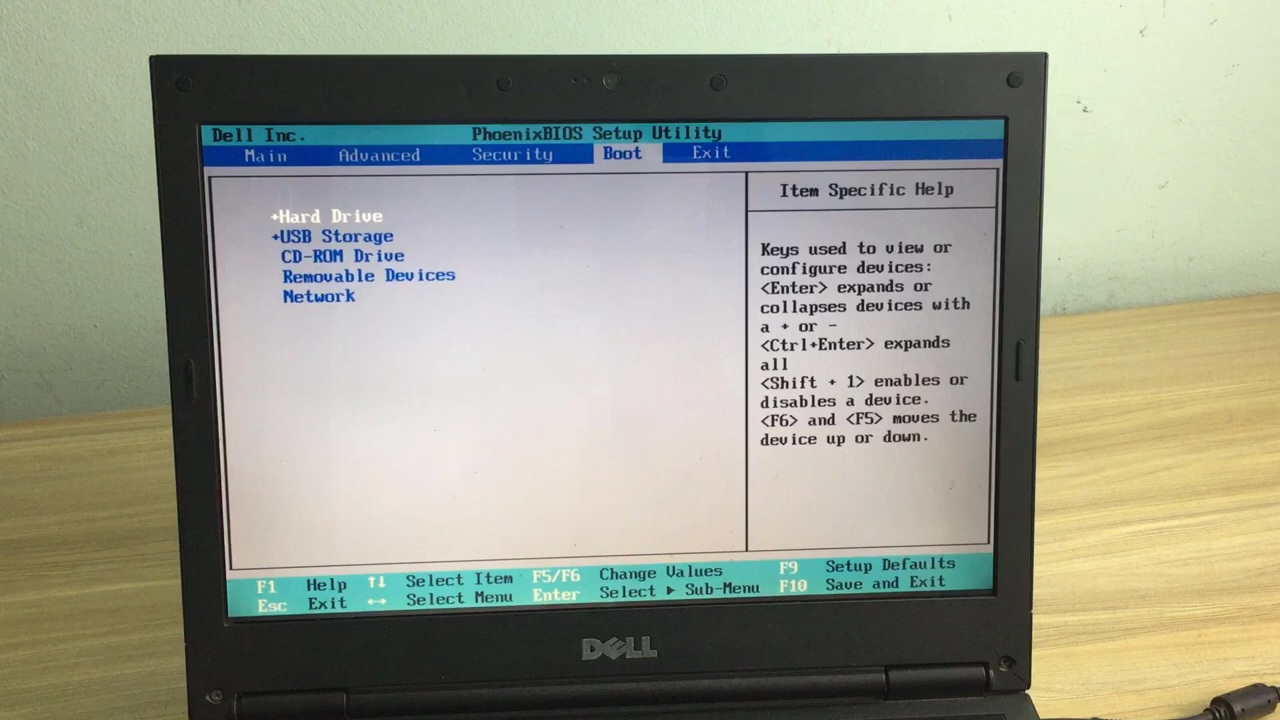 Dell Inc. PhoenixBIOS Setup Utility
Main Advanced Security Boot Exit
+Hard Drive
+USB Storage
CD-ROM Drive
Removable Devices
Network
Item Specific Help
Keys used to view or
configure devices:
<Enter> expands or
collapses devices with
a + or -
<Ctrl+Enter> expands
all
<Shift + 1> enables or
disables a device.
<F6> and <F5> moves the
device up or down.
F1 Help ↑↓ Select Item F5/F6 Change Values F9 Setup Defaults
Esc Exit ↔ Select Menu Enter Select ▶ Sub-Menu F10 Save and Exit
DELL